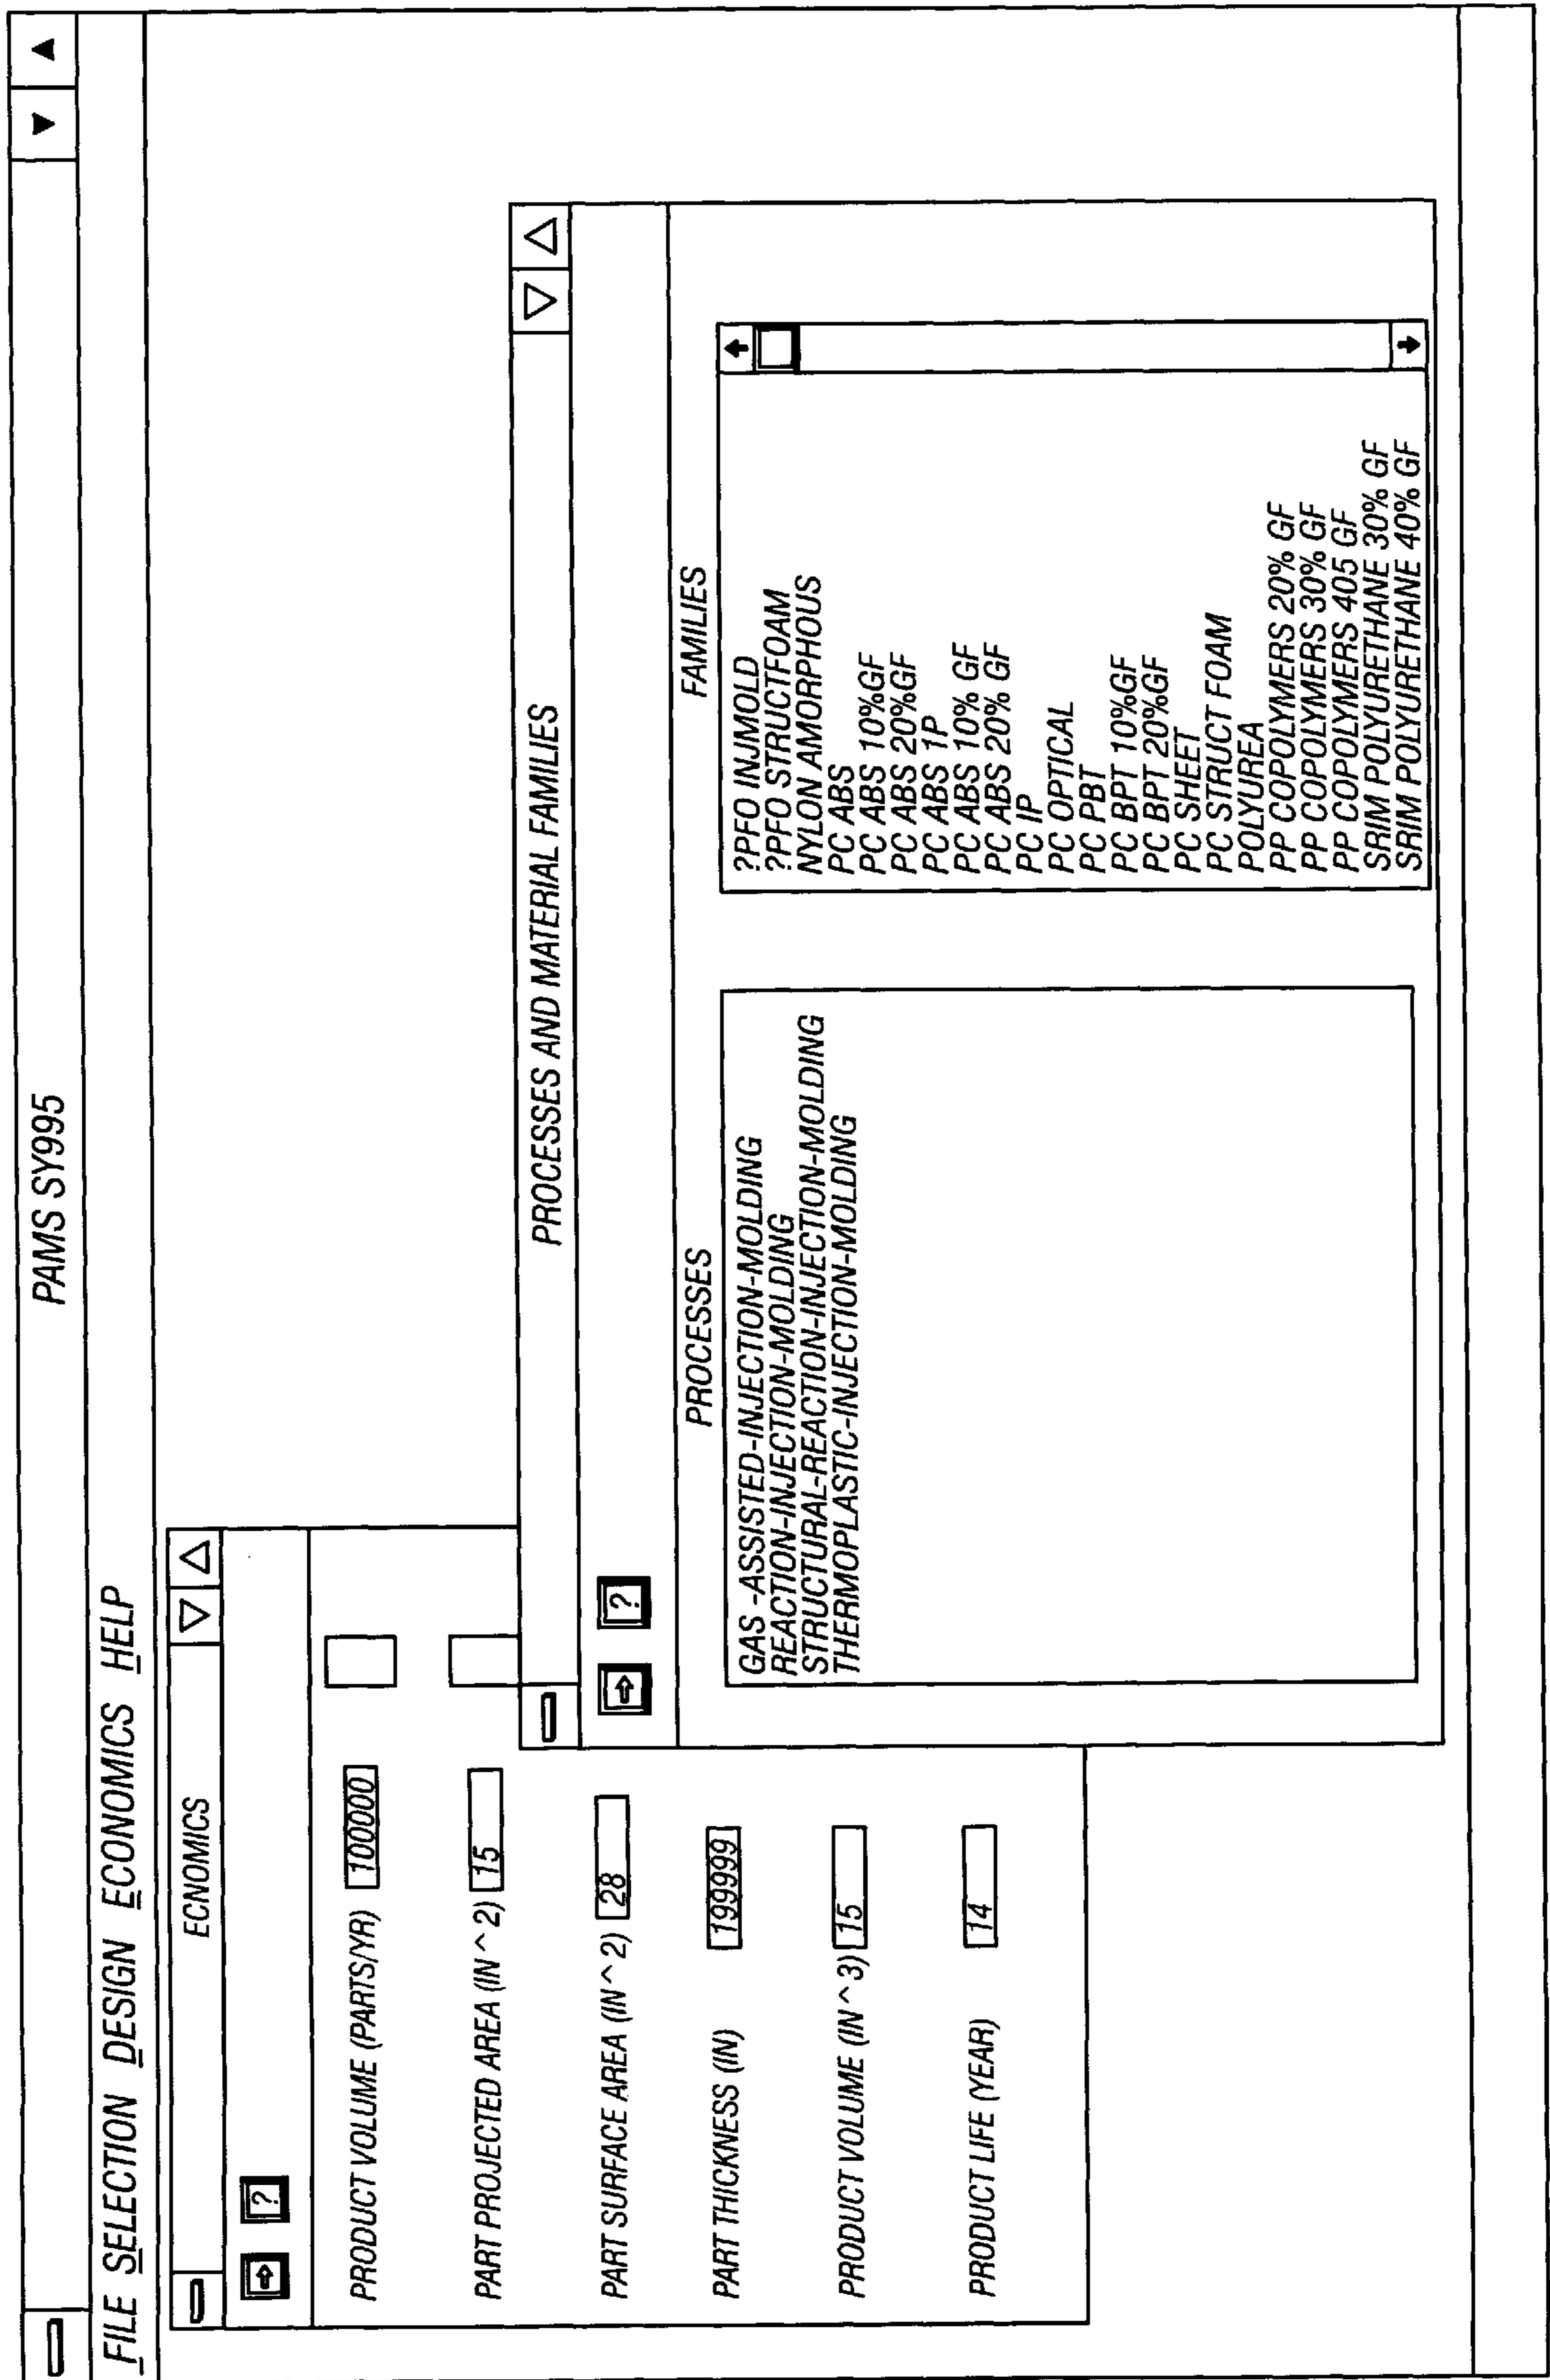 PAMS SY995
FILE SELECTION DESIGN ECONOMICS HELP
ECNOMICS
?
PRODUCT VOLUME (PARTS/YR) 100000
PART PROJECTED AREA (IN ^ 2) 15
PART SURFACE AREA (IN ^ 2) 28
PART THICKNESS (IN) 199999
PRODUCT VOLUME (IN ^ 3) 15
PRODUCT LIFE (YEAR) 14
PROCESSES AND MATERIAL FAMILIES
?
PROCESSES
GAS -ASSISTED-INJECTION-MOLDING
REACTION-INJECTION-MOLDING
STRUCTURAL-REACTION-INJECTION-MOLDING
THERMOPLASTIC-INJECTION-MOLDING
FAMILIES
?PFO INJMOLD
?PFO STRUCTFOAM
NYLON AMORPHOUS
PC ABS
PC ABS 10%GF
PC ABS 20%GF
PC ABS 1P
PC ABS 10% GF
PC ABS 20% GF
PC IP
PC OPTICAL
PC PBT
PC BPT 10%GF
PC BPT 20%GF
PC SHEET
PC STRUCT FOAM
POLYUREA
PP COPOLYMERS 20% GF
PP COPOLYMERS 30% GF
PP COPOLYMERS 405 GF
SRIM POLYURETHANE 30% GF
SRIM POLYURETHANE 40% GF